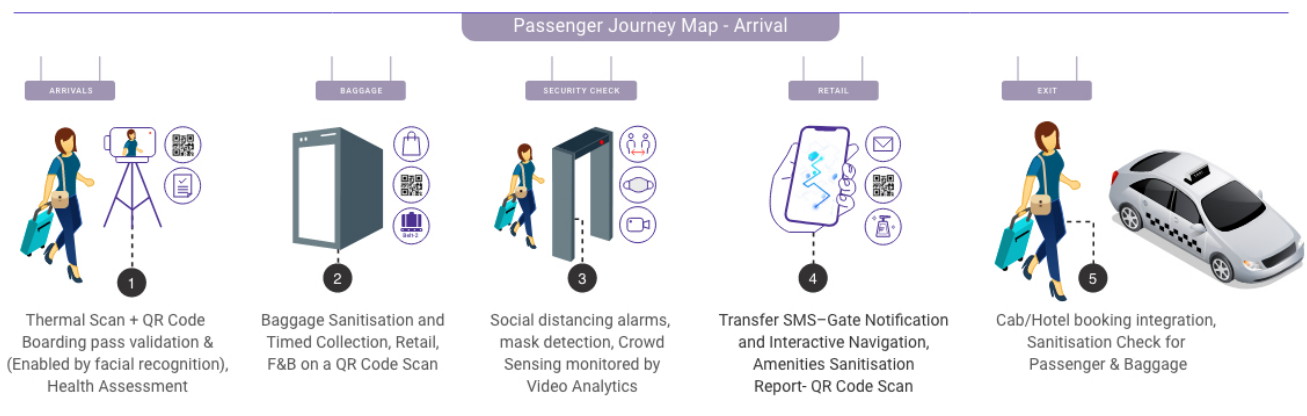 Passenger Journey Map - Arrival
ARRIVALS
BAGGAGE
SECURITY CHECK
RETAIL
EXIT
Belt-2
1
2
3
4
5
Thermal Scan + QR Code
Boarding pass validation &
(Enabled by facial recognition),
Health Assessment
Baggage Sanitisation and
Timed Collection, Retail,
F&B on a QR Code Scan
Social distancing alarms,
mask detection, Crowd
Sensing monitored by
Video Analytics
Transfer SMS–Gate Notification
and Interactive Navigation,
Amenities Sanitisation
Report- QR Code Scan
Cab/Hotel booking integration,
Sanitisation Check for
Passenger & Baggage